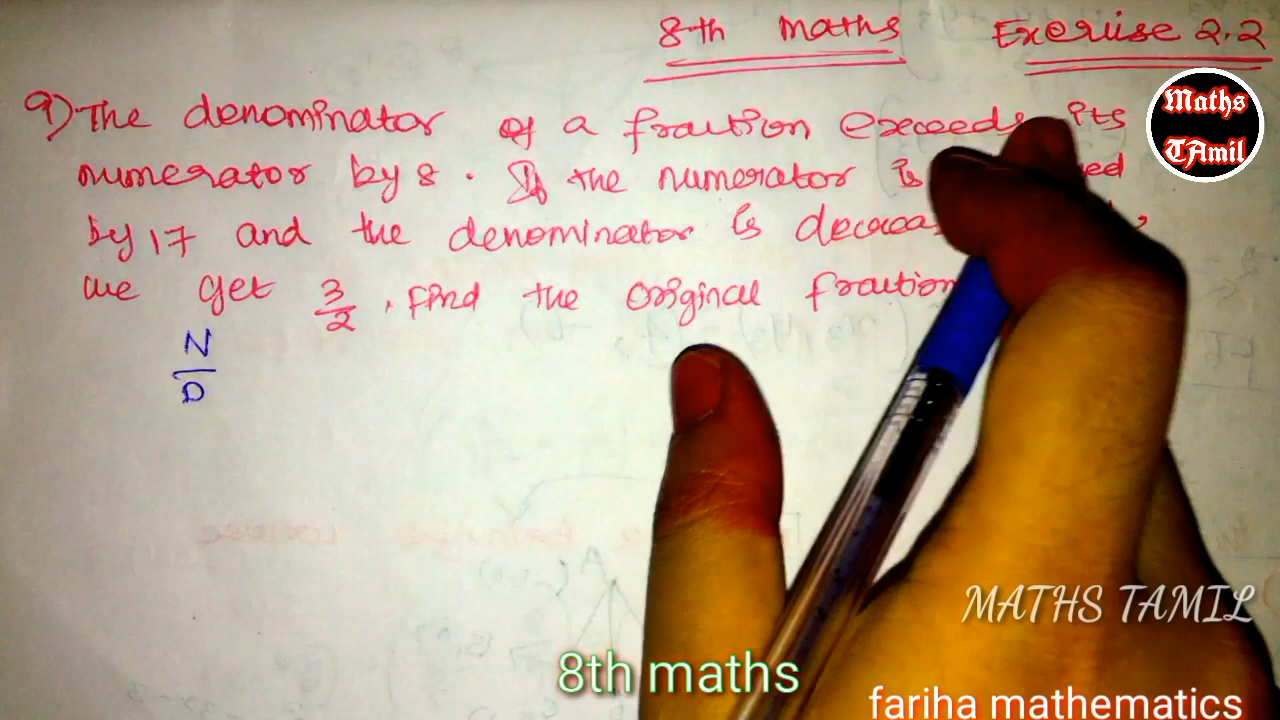 8th maths Exercise 2.2
Maths
TAmil
9) The denominator of a fraction exceeds its
numerator by 8. If the numerator is
by 17 and the denominator is
we get 3/2. Find the original fraction
N
D
MATHS TAMIL
8th maths
fariha mathematics